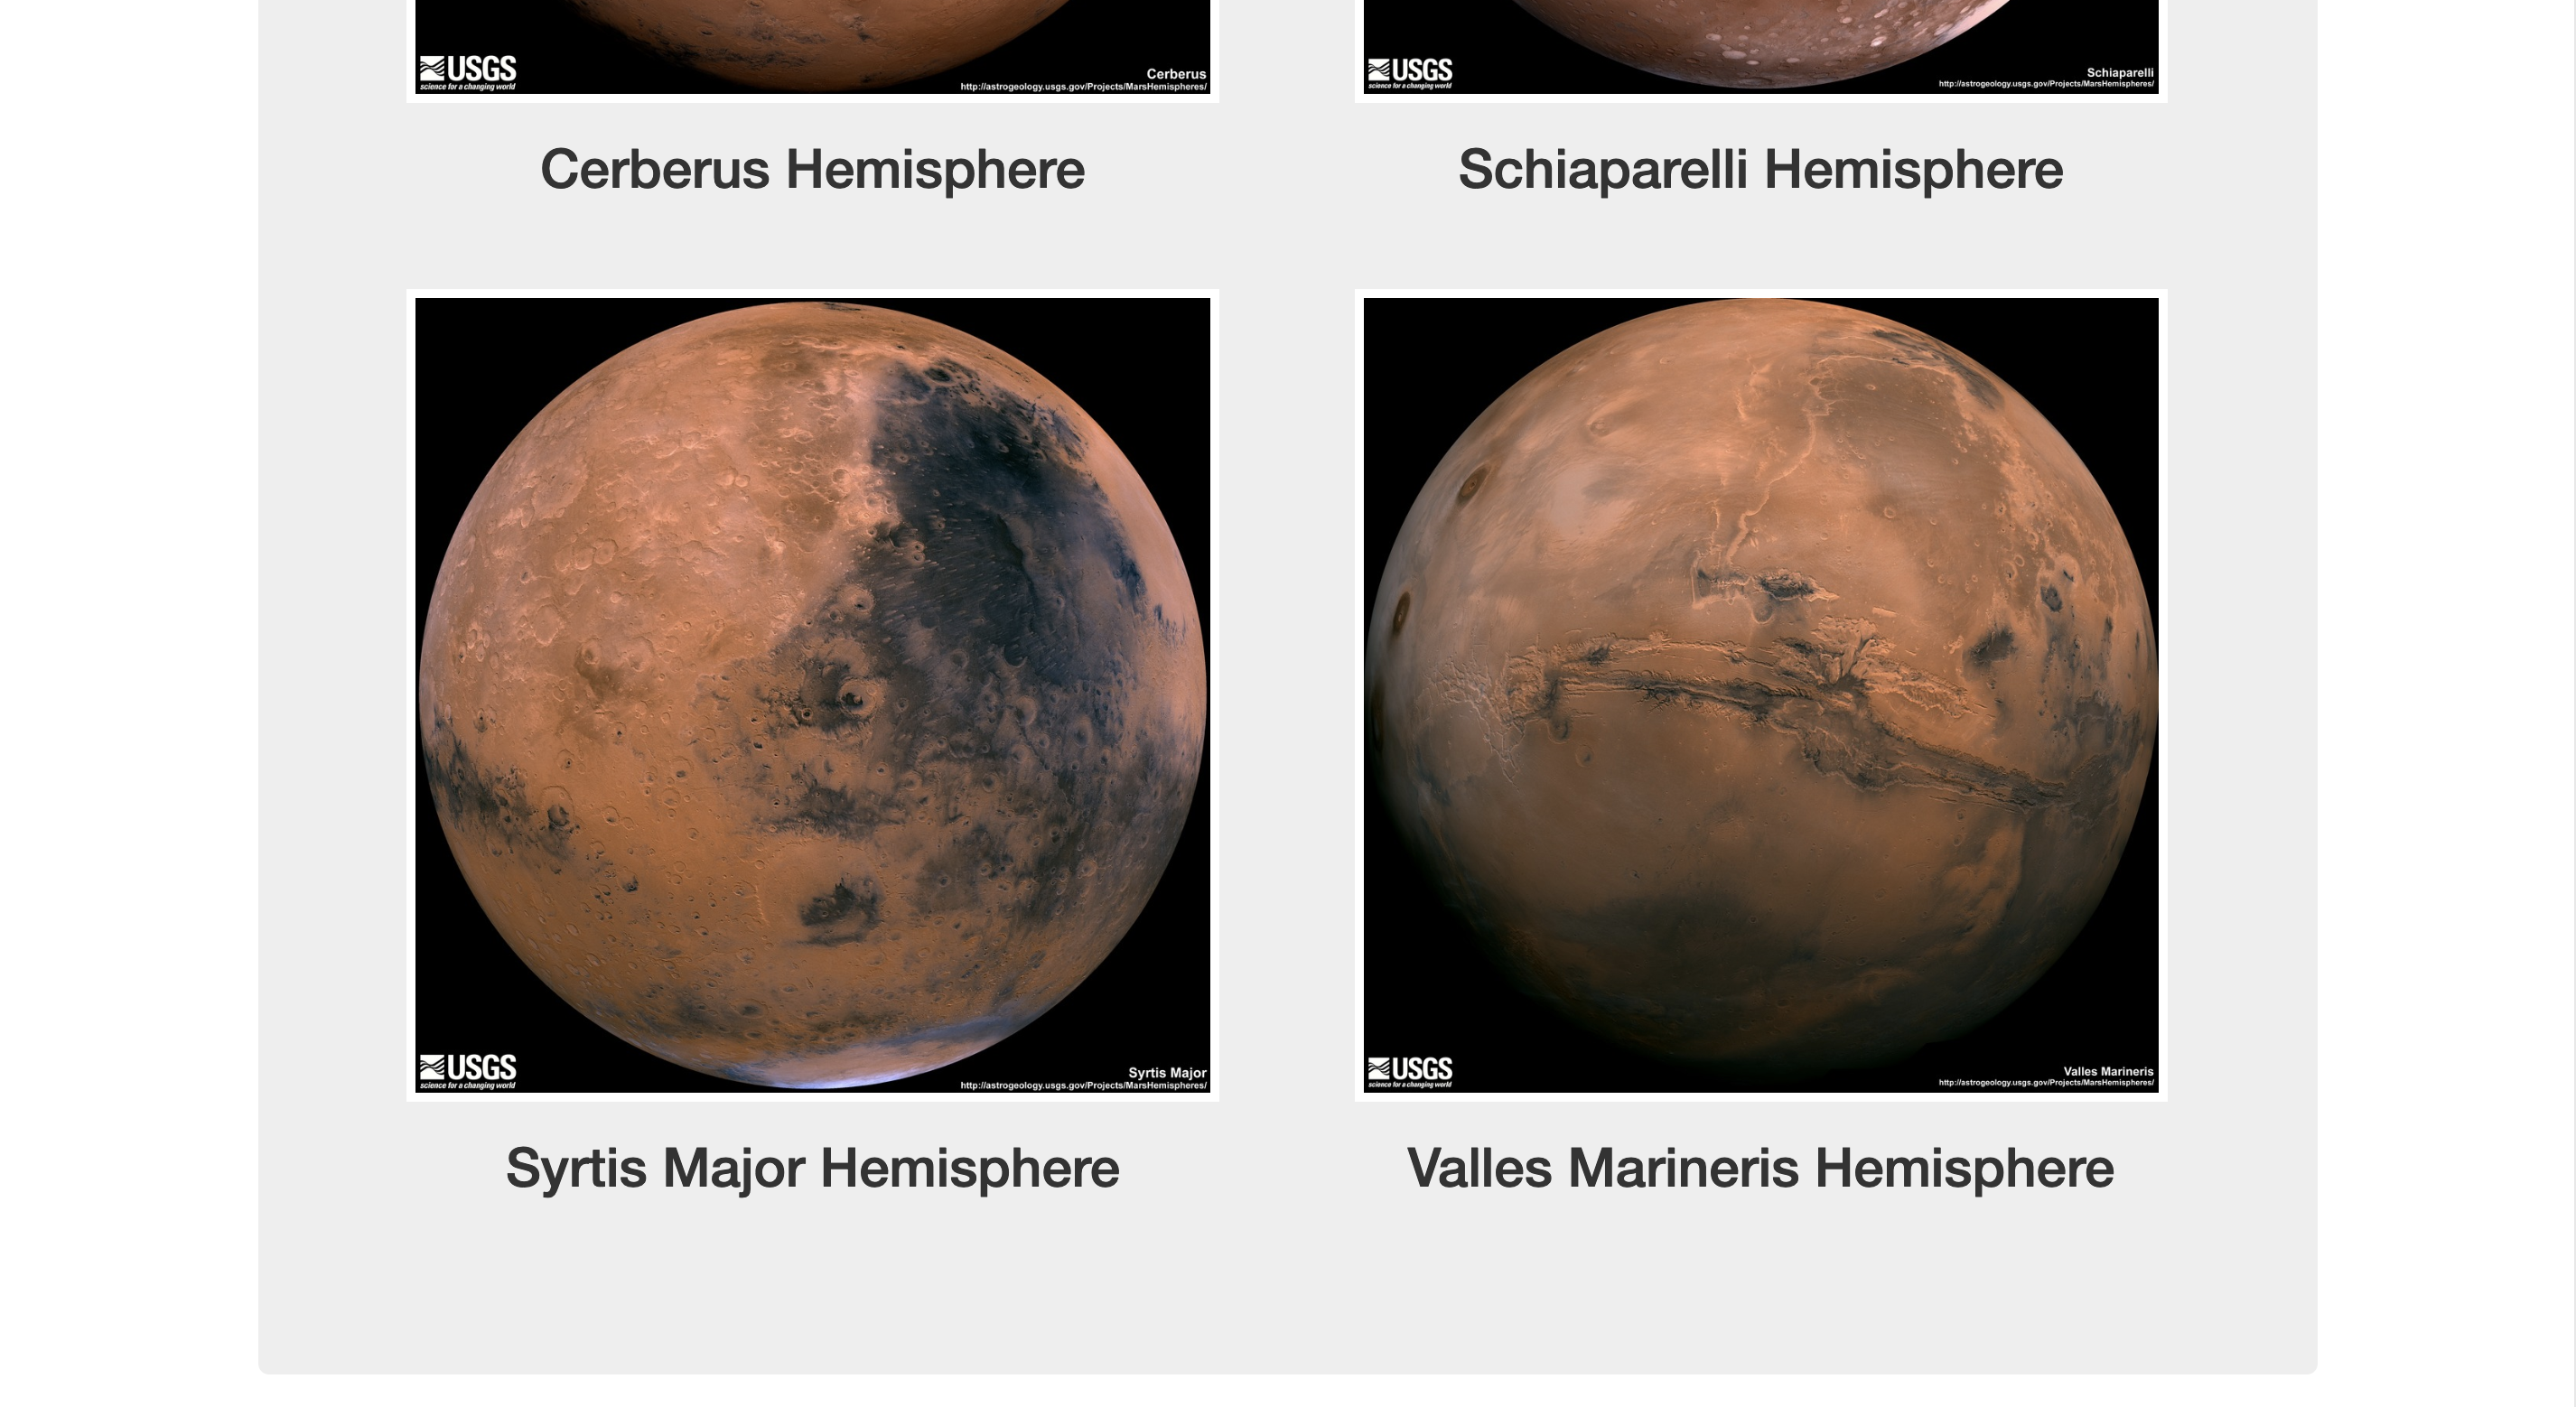 USGS
science for a changing world
Cerberus
http://astrogeology.usgs.gov/Projects/MarsHemispheres/
USGS
science for a changing world
Schiaparelli
http://astrogeology.usgs.gov/Projects/MarsHemispheres/
Cerberus Hemisphere
Schiaparelli Hemisphere
USGS
science for a changing world
Syrtis Major
http://astrogeology.usgs.gov/Projects/MarsHemispheres/
USGS
science for a changing world
Valles Marineris
http://astrogeology.usgs.gov/Projects/MarsHemispheres/
Syrtis Major Hemisphere
Valles Marineris Hemisphere